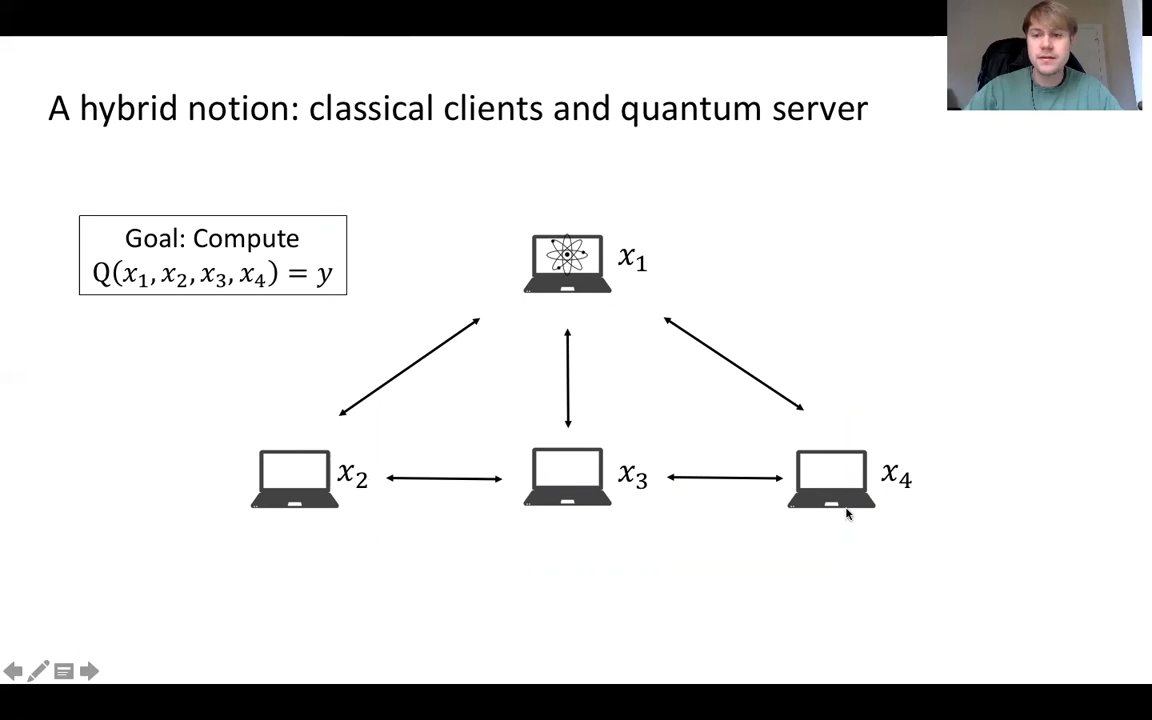 A hybrid notion: classical clients and quantum server
Goal: Compute
Q(x₁, x₂, x₃, x₄) = y
x₁
x₂
x₃
x₄